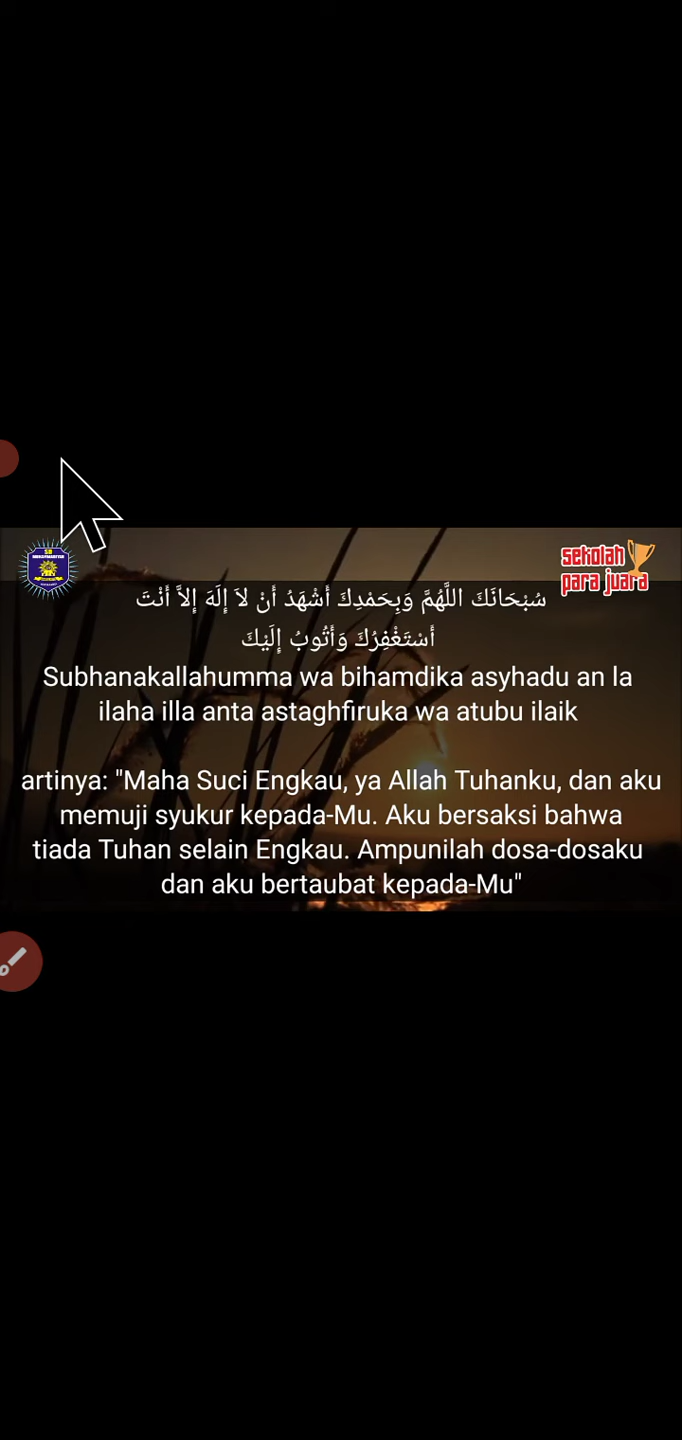 SD
MUHAMMADIYAH
sekolah
para juara
سُبْحَانَكَ اللَّهُمَّ وَبِحَمْدِكَ أَشْهَدُ أَنْ لاَ إِلَهَ إِلاَّ أَنْتَ
أَسْتَغْفِرُكَ وَأَتُوبُ إِلَيْكَ
Subhanakallahumma wa bihamdika asyhadu an la
ilaha illa anta astaghfiruka wa atubu ilaik
artinya: "Maha Suci Engkau, ya Allah Tuhanku, dan aku
memuji syukur kepada-Mu. Aku bersaksi bahwa
tiada Tuhan selain Engkau. Ampunilah dosa-dosaku
dan aku bertaubat kepada-Mu"